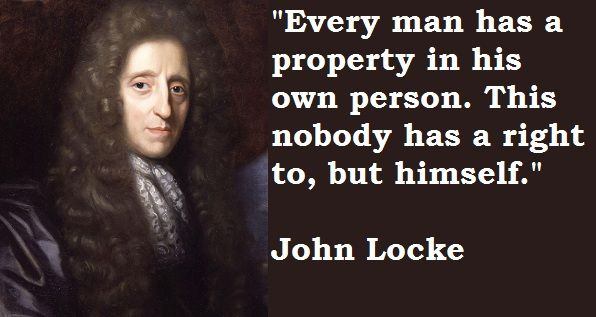 "Every man has a
property in his
own person. This
nobody has a right
to, but himself."
John Locke